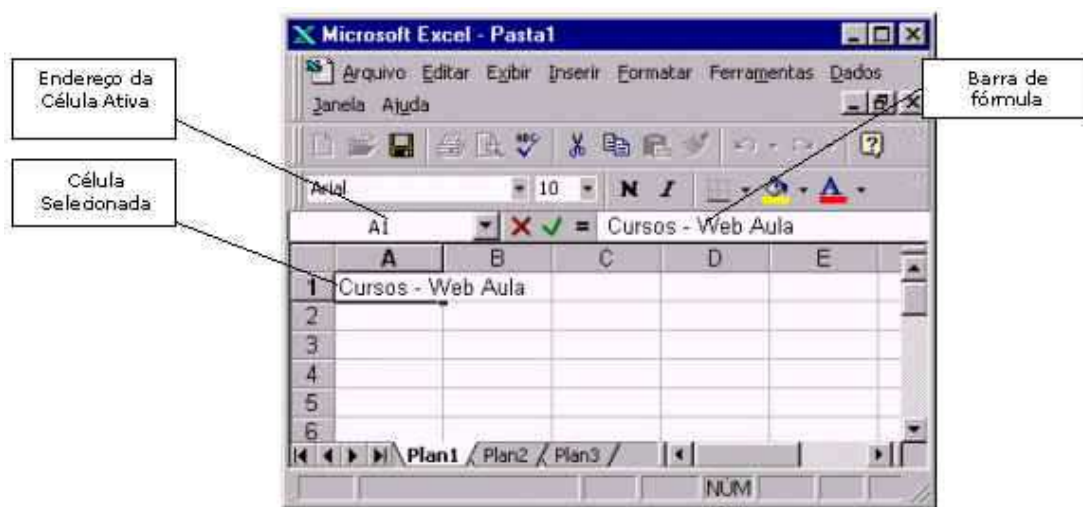 Microsoft Excel - Pasta1
Arquivo Editar Exibir Inserir Formatar Ferramentas Dados
Janela Ajuda
Endereço da
Célula Ativa
Barra de
fórmula
ABC
Célula
Selecionada
Arial 10 N I A
A1 = Cursos - Web Aula
A B C D E
1 Cursos - Web Aula
2
3
4
5
6
Plan1 Plan2 Plan3
NÚM